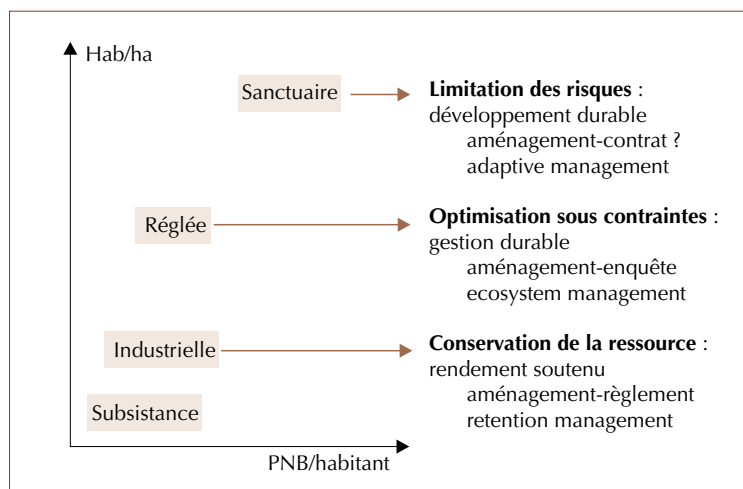 Hab/ha
Sanctuaire
Limitation des risques :
développement durable
aménagement-contrat ?
adaptive management
Réglée
Optimisation sous contraintes :
gestion durable
aménagement-enquête
ecosystem management
Industrielle
Conservation de la ressource :
rendement soutenu
aménagement-règlement
retention management
Subsistance
PNB/habitant